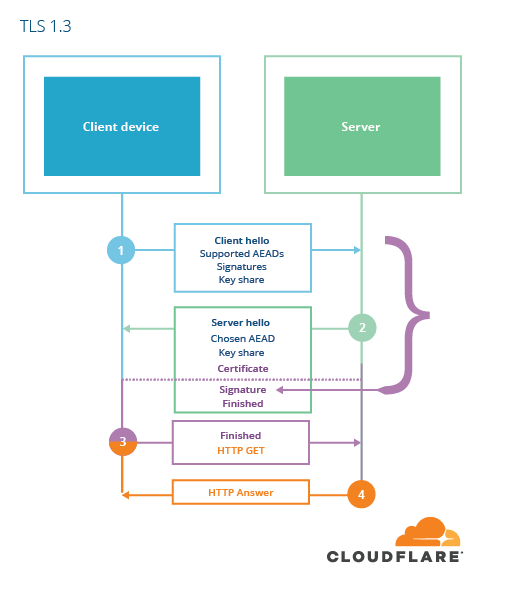 TLS 1.3
Client device
Server
1
Client hello
Supported AEADs
Signatures
Key share
Server hello
2
Chosen AEAD
Key share
Certificate
Signature
Finished
3
Finished
HTTP GET
HTTP Answer
4
CLOUDFLARE